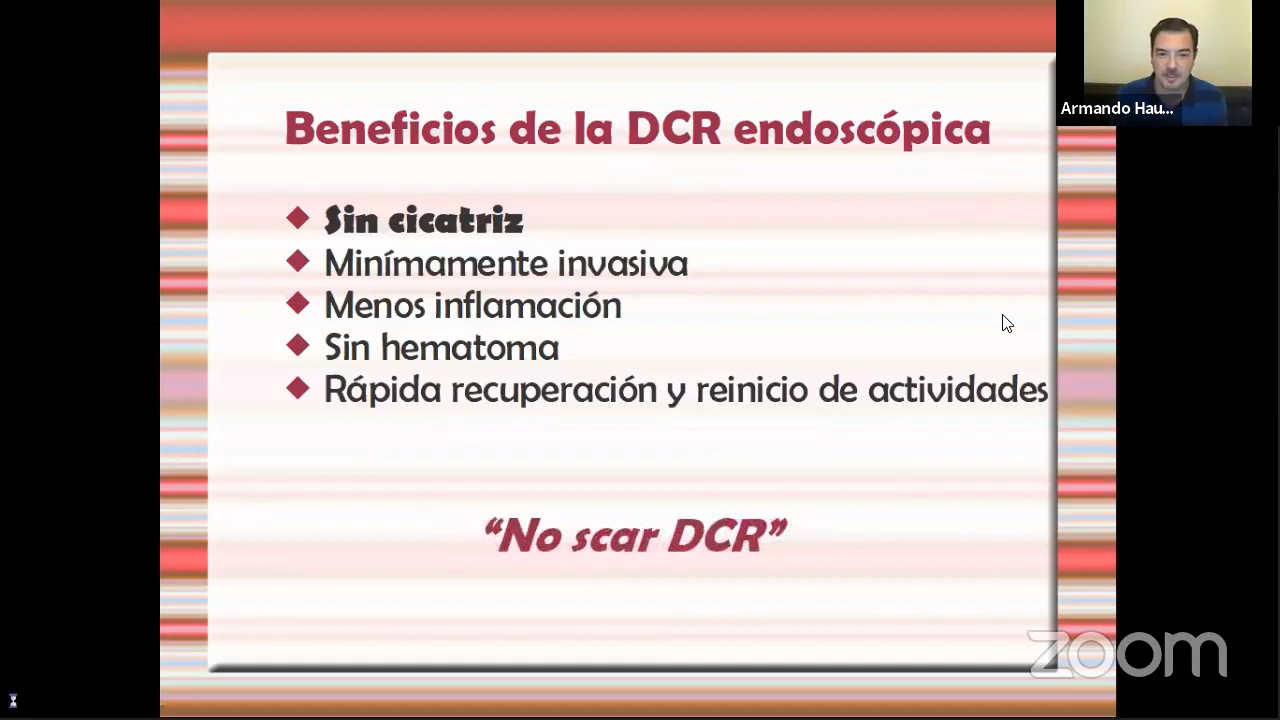 Beneficios de la DCR endoscópica
Sin cicatriz
Minímamente invasiva
Menos inflamación
Sin hematoma
Rápida recuperación y reinicio de actividades
“No scar DCR”
Armando Hau...
zoom